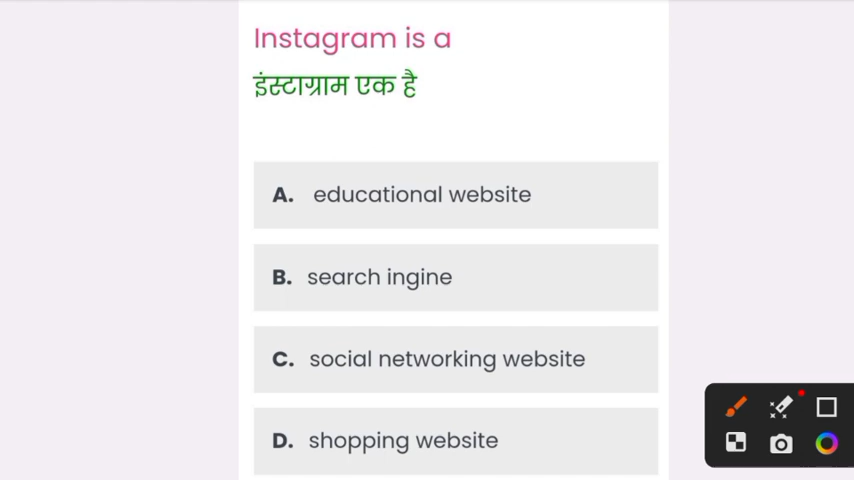 Instagram is a
इंस्टाग्राम एक है
A. educational website
B. search ingine
C. social networking website
D. shopping website